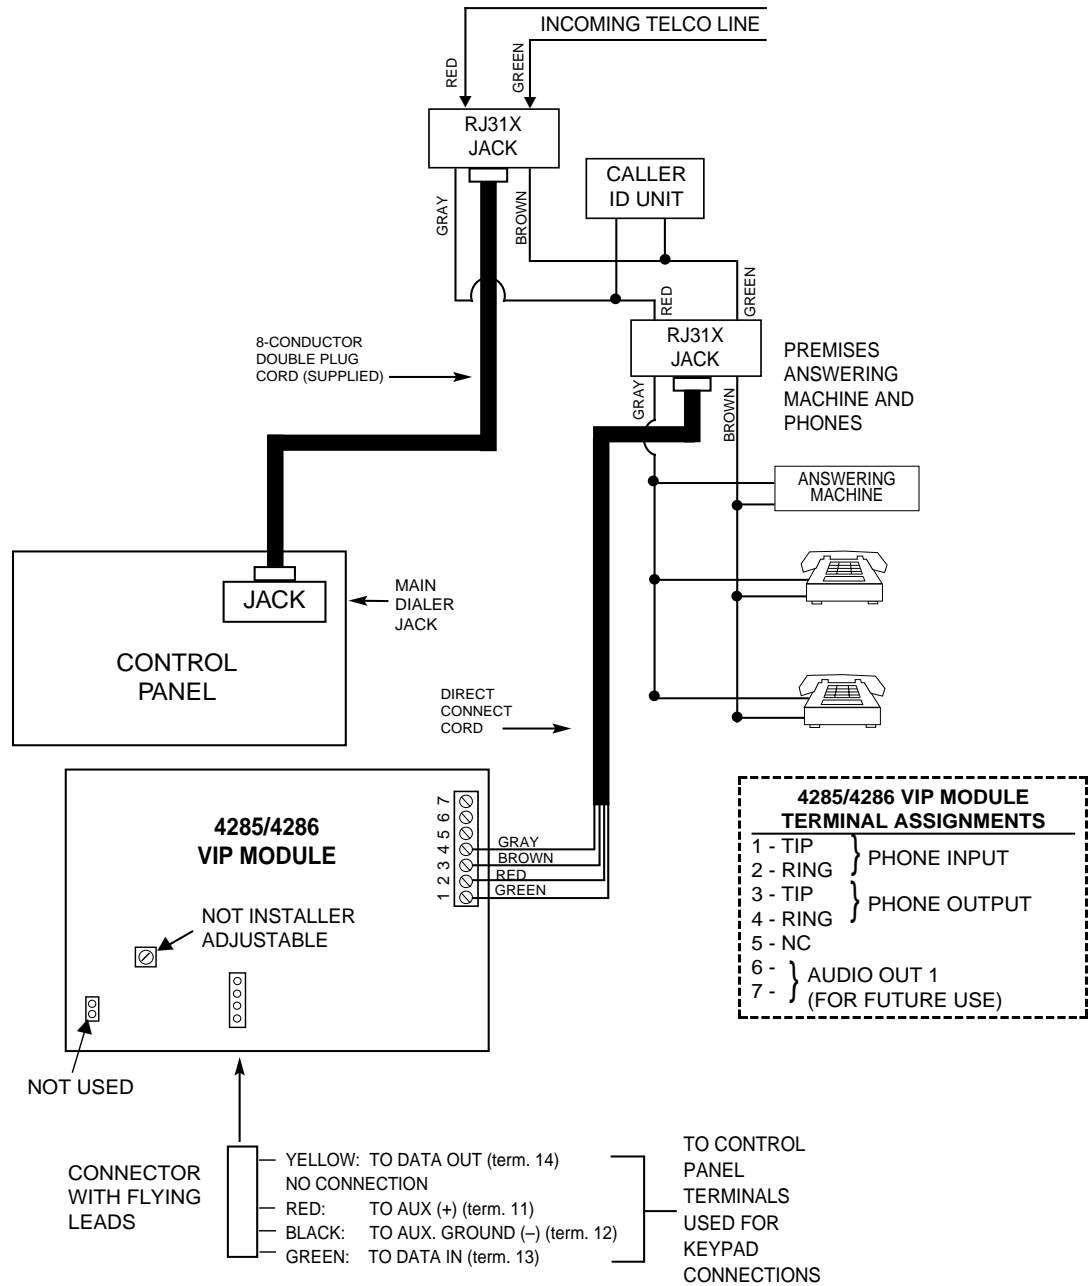 INCOMING TELCO LINE
RED
GREEN
RJ31X
JACK
CALLER
ID UNIT
GRAY
BROWN
RED
GREEN
8-CONDUCTOR
DOUBLE PLUG
CORD (SUPPLIED)
RJ31X
JACK
PREMISES
ANSWERING
MACHINE AND
PHONES
GRAY
BROWN
ANSWERING
MACHINE
JACK
MAIN
DIALER
JACK
CONTROL
PANEL
DIRECT
CONNECT
CORD
4285/4286
VIP MODULE
7
6
5
4
3
2
1
GRAY
BROWN
RED
GREEN
NOT INSTALLER
ADJUSTABLE
NOT USED
4285/4286 VIP MODULE
TERMINAL ASSIGNMENTS
1 - TIP
2 - RING
} PHONE INPUT
3 - TIP
4 - RING
} PHONE OUTPUT
5 - NC
6 -
7 -
} AUDIO OUT 1
(FOR FUTURE USE)
CONNECTOR
WITH FLYING
LEADS
YELLOW: TO DATA OUT (term. 14)
NO CONNECTION
RED: TO AUX (+) (term. 11)
BLACK: TO AUX. GROUND (–) (term. 12)
GREEN: TO DATA IN (term. 13)
TO CONTROL
PANEL
TERMINALS
USED FOR
KEYPAD
CONNECTIONS